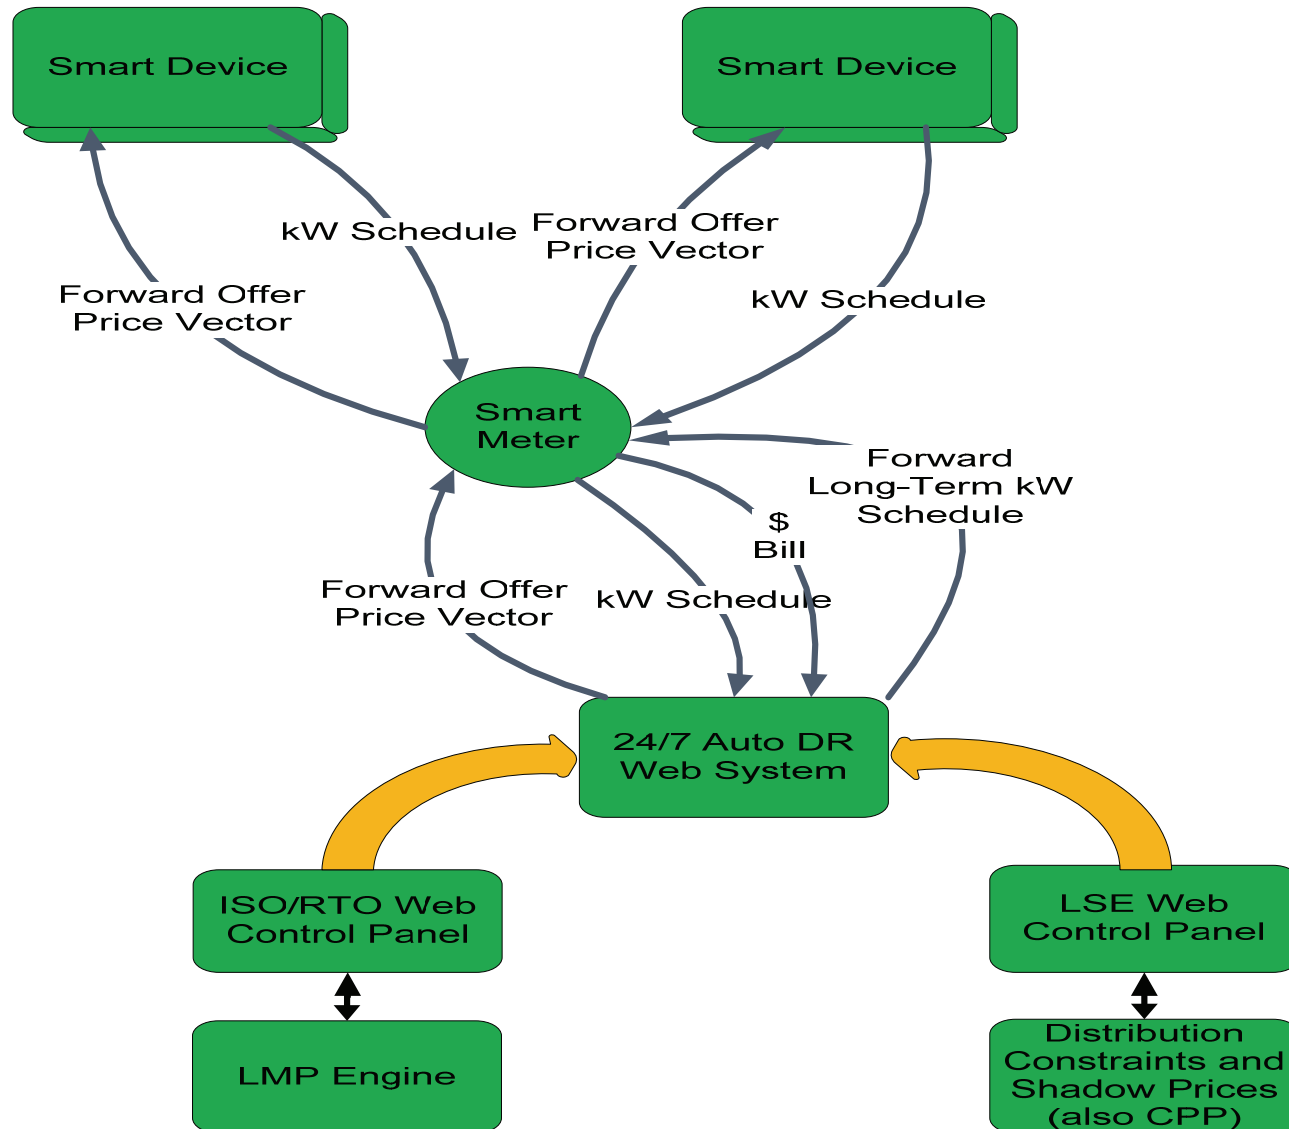 Smart Device
Smart Device
kW Schedule
Forward Offer
Price Vector
Forward Offer
Price Vector
kW Schedule
Smart
Meter
Forward
Long-Term kW
Schedule
$
Bill
Forward Offer
Price Vector
kW Schedule
24/7 Auto DR
Web System
ISO/RTO Web
Control Panel
LSE Web
Control Panel
LMP Engine
Distribution
Constraints and
Shadow Prices
(also CPP)